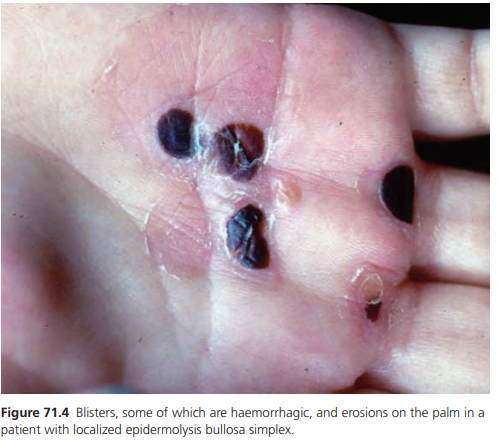 Figure 71.4 Blisters, some of which are haemorrhagic, and erosions on the palm in a
patient with localized epidermolysis bullosa simplex.